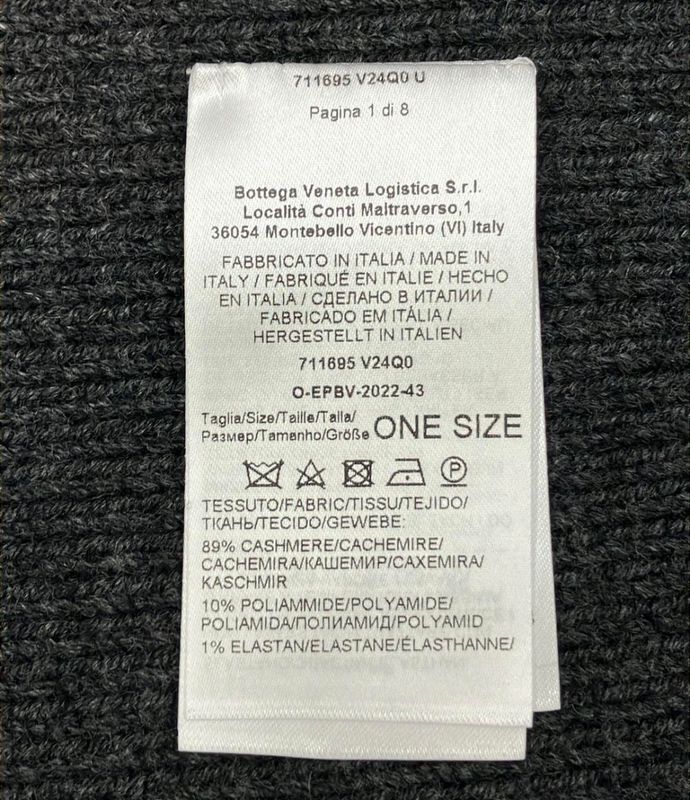 711695 V24Q0 U
Pagina 1 di 8
Bottega Veneta Logistica S.r.l.
Località Conti Maltraverso,1
36054 Montebello Vicentino (VI) Italy
FABBRICATO IN ITALIA / MADE IN
ITALY / FABRIQUÉ EN ITALIE / HECHO
EN ITALIA / СДЕЛАНО В ИТАЛИИ /
FABRICADO EM ITÁLIA /
HERGESTELLT IN ITALIEN
711695 V24Q0
O-EPBV-2022-43
Taglia/Size/Taille/Talla/
Размер/Tamanho/Größe ONE SIZE
P
TESSUTO/FABRIC/TISSU/TEJIDO/
ТКАНЬ/TECIDO/GEWEBE:
89% CASHMERE/CACHEMIRE/
CACHEMIRA/КАШЕМИР/CAXEMIRA/
KASCHMIR
10% POLIAMMIDE/POLYAMIDE/
POLIAMIDA/ПОЛИАМИД/POLYAMID
1% ELASTAN/ELASTANE/ÉLASTHANNE/